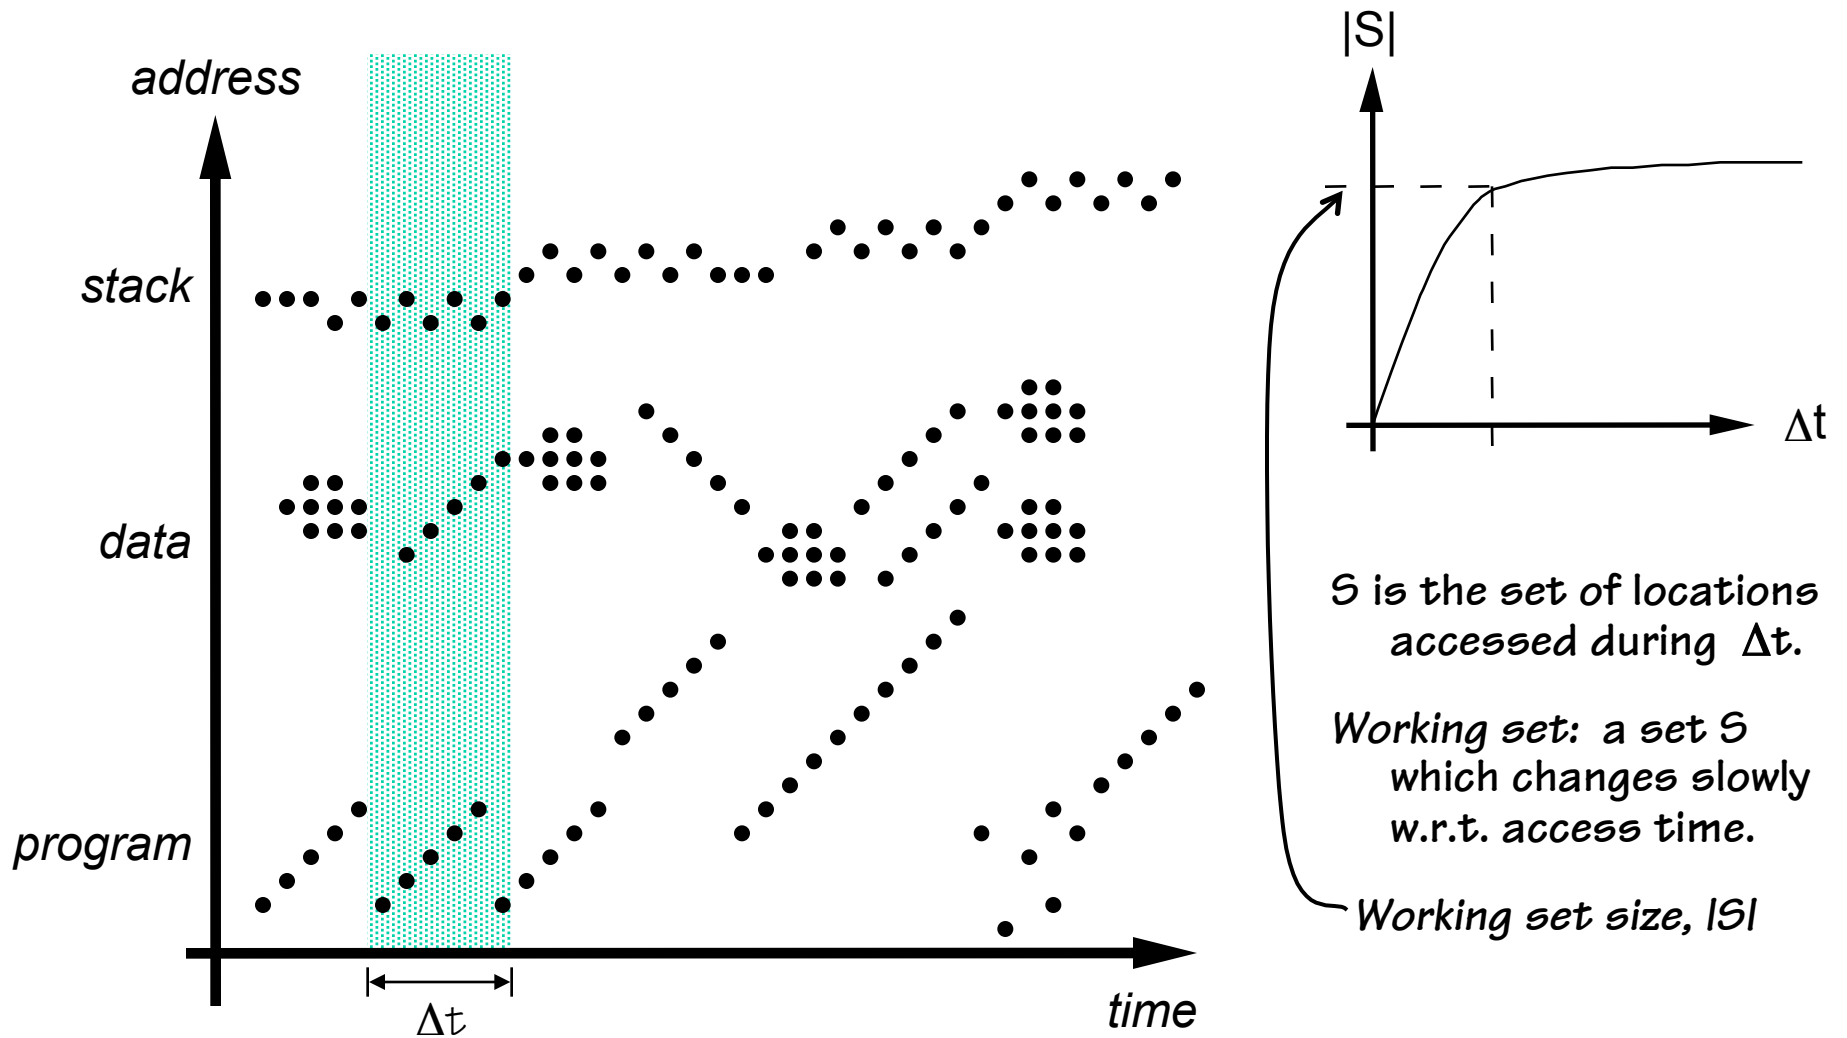 address
stack
data
program
Δt
time
|S|
Δt
S is the set of locations
accessed during Δt.
Working set: a set S
which changes slowly
w.r.t. access time.
Working set size, |S|